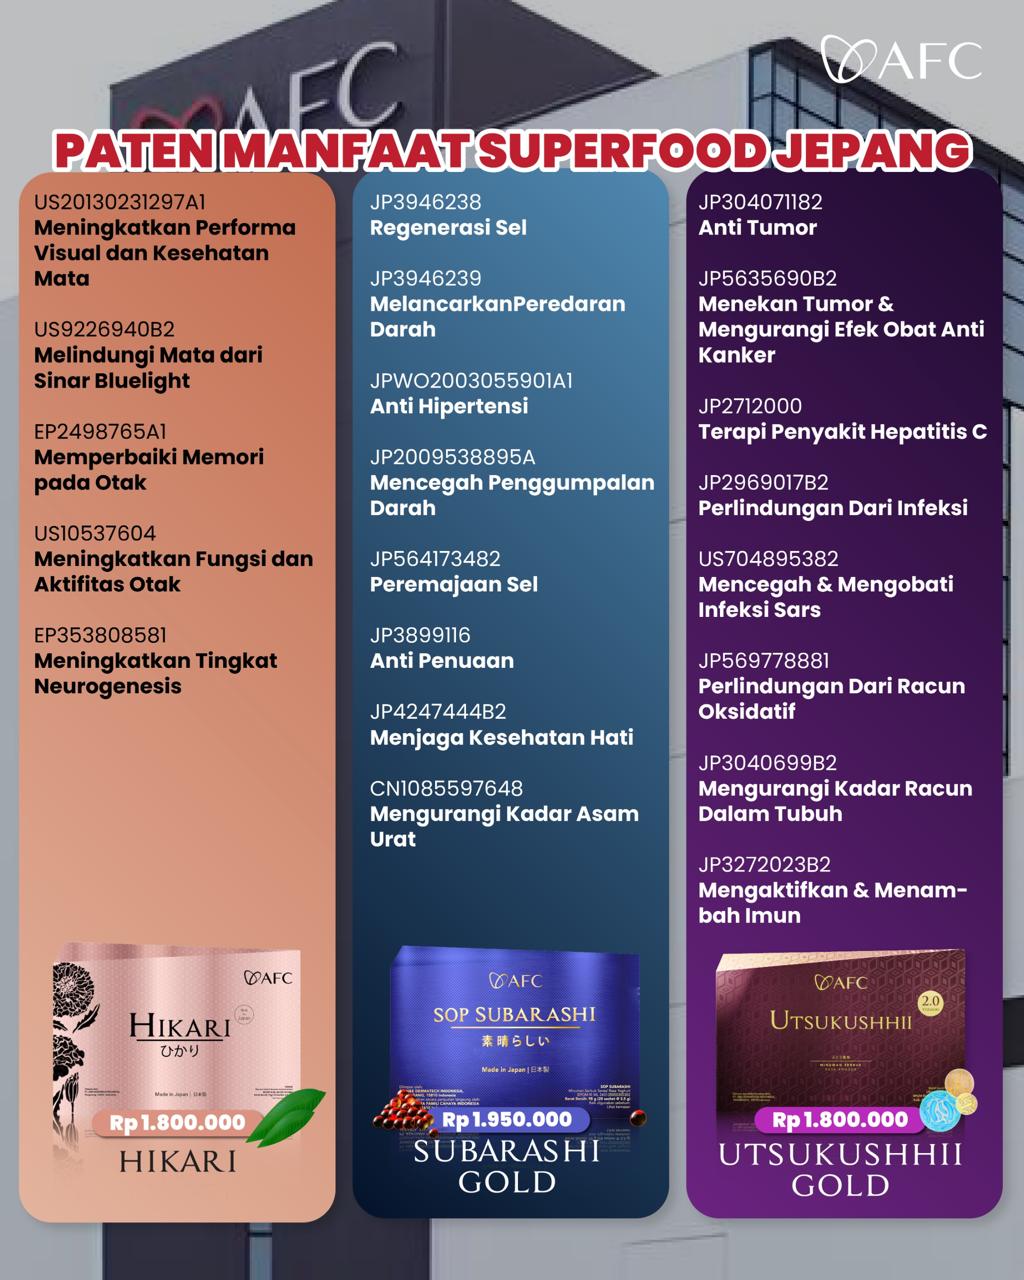 AFC
AFC
PATEN MANFAAT SUPERFOOD JEPANG
US20130231297A1
Meningkatkan Performa
Visual dan Kesehatan
Mata
US9226940B2
Melindungi Mata dari
Sinar Bluelight
EP2498765A1
Memperbaiki Memori
pada Otak
US10537604
Meningkatkan Fungsi dan
Aktifitas Otak
EP353808581
Meningkatkan Tingkat
Neurogenesis
AFC
HIKARI
ひかり
Made in Japan | 日本製
Rp 1.800.000
HIKARI
JP3946238
Regenerasi Sel
JP3946239
MelancarkanPeredaran
Darah
JPWO2003055901A1
Anti Hipertensi
JP2009538895A
Mencegah Penggumpalan
Darah
JP564173482
Peremajaan Sel
JP3899116
Anti Penuaan
JP4247444B2
Menjaga Kesehatan Hati
CN1085597648
Mengurangi Kadar Asam
Urat
AFC
SOP SUBARASHI
素晴らしい
Made in Japan | 日本製
SOP SUBARASHI
Rp 1.950.000
SUBARASHI
GOLD
JP304071182
Anti Tumor
JP5635690B2
Menekan Tumor &
Mengurangi Efek Obat Anti
Kanker
JP2712000
Terapi Penyakit Hepatitis C
JP2969017B2
Perlindungan Dari Infeksi
US704895382
Mencegah & Mengobati
Infeksi Sars
JP569778881
Perlindungan Dari Racun
Oksidatif
JP3040699B2
Mengurangi Kadar Racun
Dalam Tubuh
JP3272023B2
Mengaktifkan & Menam-
bah Imun
AFC
2.0
UTSUKUSHHII
Rp 1.800.000
UTSUKUSHHII
GOLD